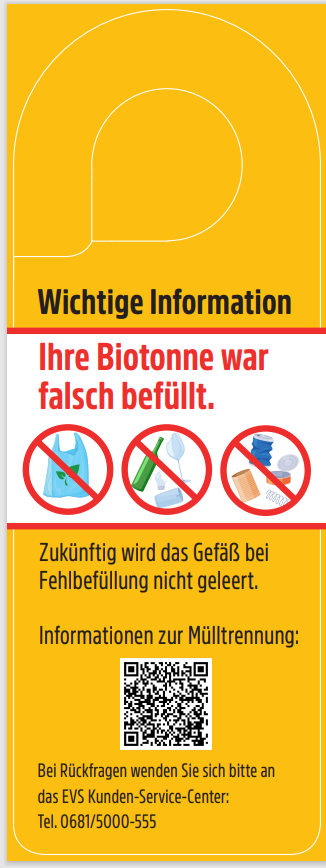 Wichtige Information
Ihre Biotonne war
falsch befüllt.
Zukünftig wird das Gefäß bei
Fehlbefüllung nicht geleert.
Informationen zur Mülltrennung:
Bei Rückfragen wenden Sie sich bitte an
das EVS Kunden-Service-Center:
Tel. 0681/5000-555